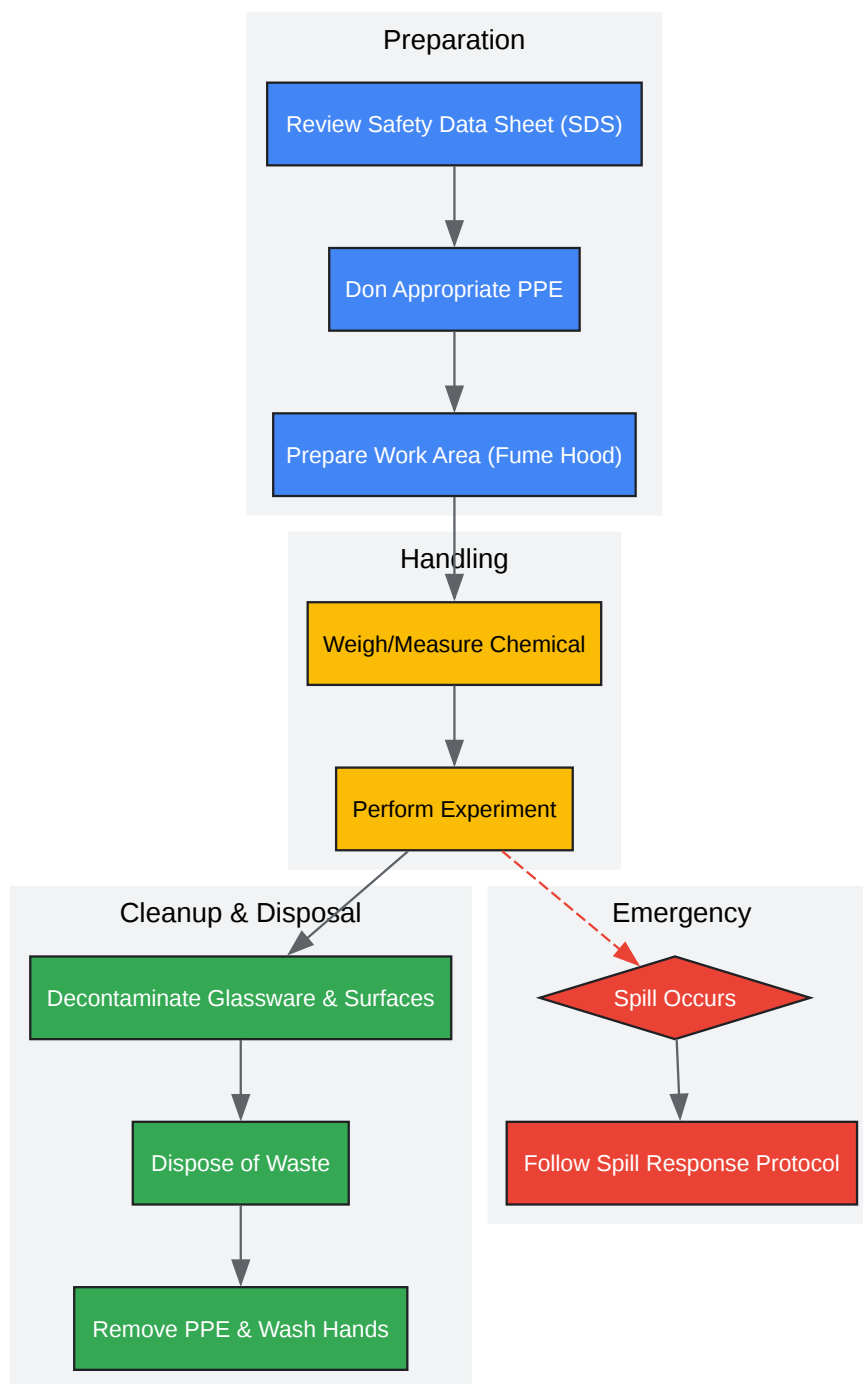 Preparation
Review Safety Data Sheet (SDS)
Don Appropriate PPE
Prepare Work Area (Fume Hood)
Handling
Weigh/Measure Chemical
Perform Experiment
Cleanup & Disposal
Decontaminate Glassware & Surfaces
Dispose of Waste
Remove PPE & Wash Hands
Emergency
Spill Occurs
Follow Spill Response Protocol